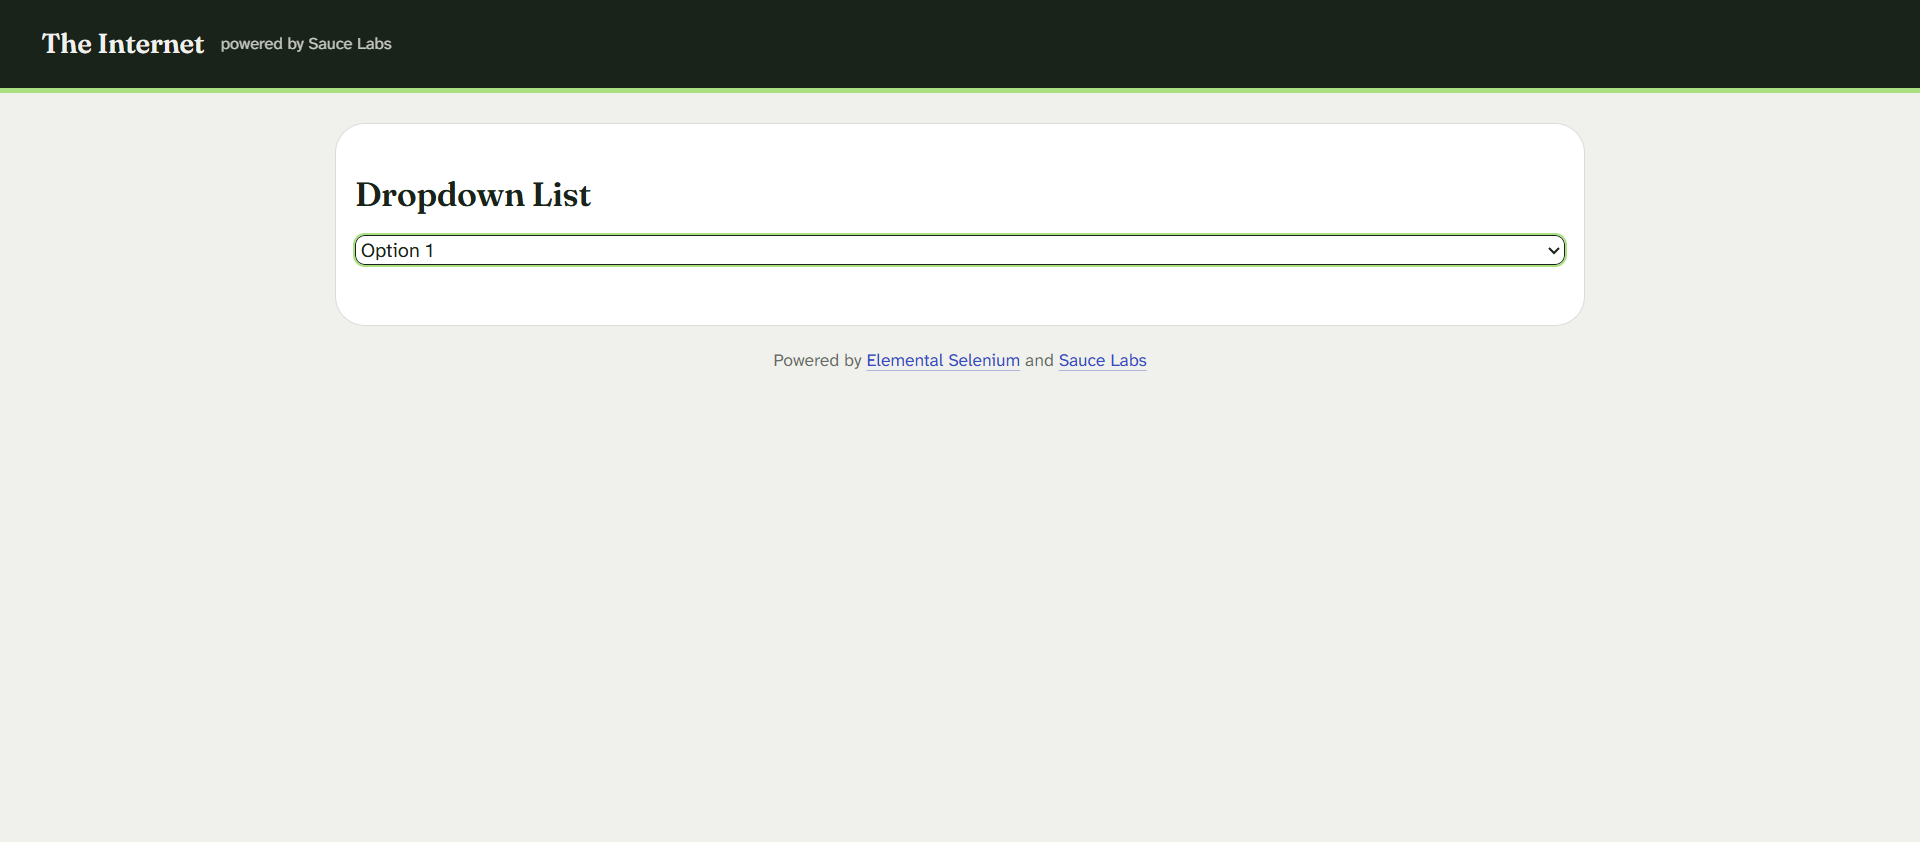 The Internet powered by Sauce Labs
Dropdown List
Option 1
Powered by Elemental Selenium and Sauce Labs